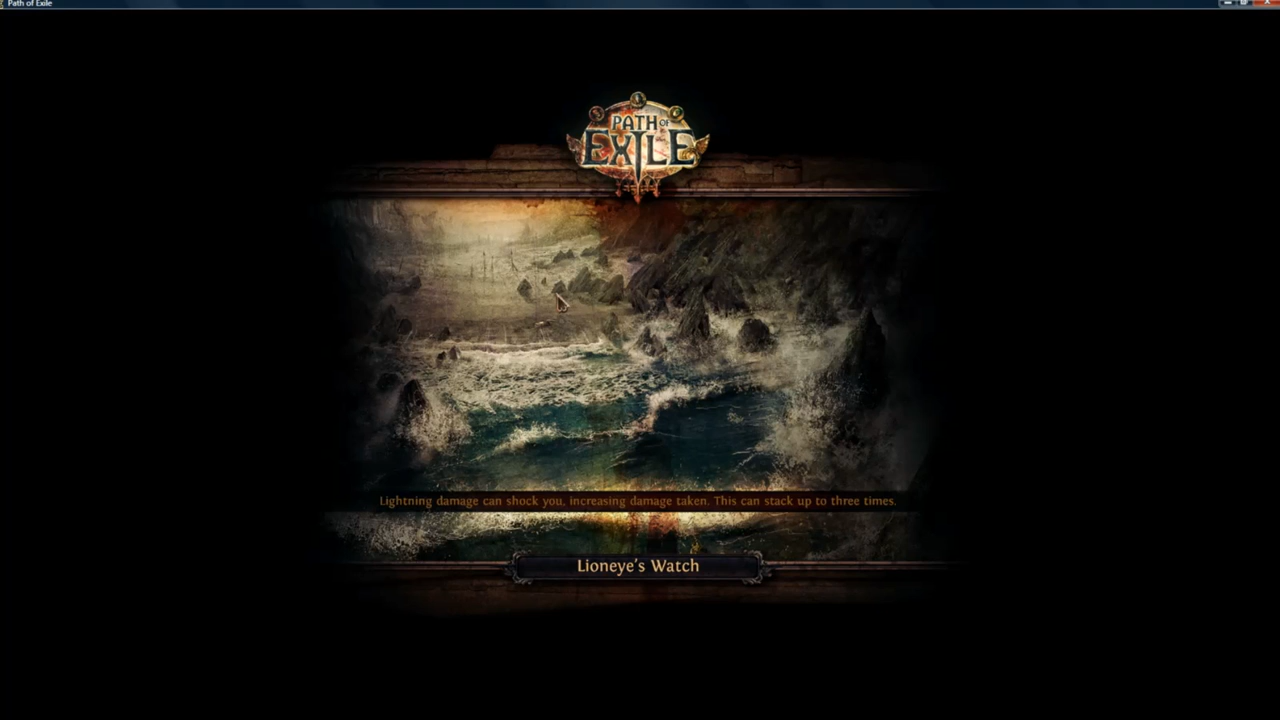 Path of Exile
PATH OF
EXILE
Lightning damage can shock you, increasing damage taken. This can stack up to three times.
Lioneye's Watch